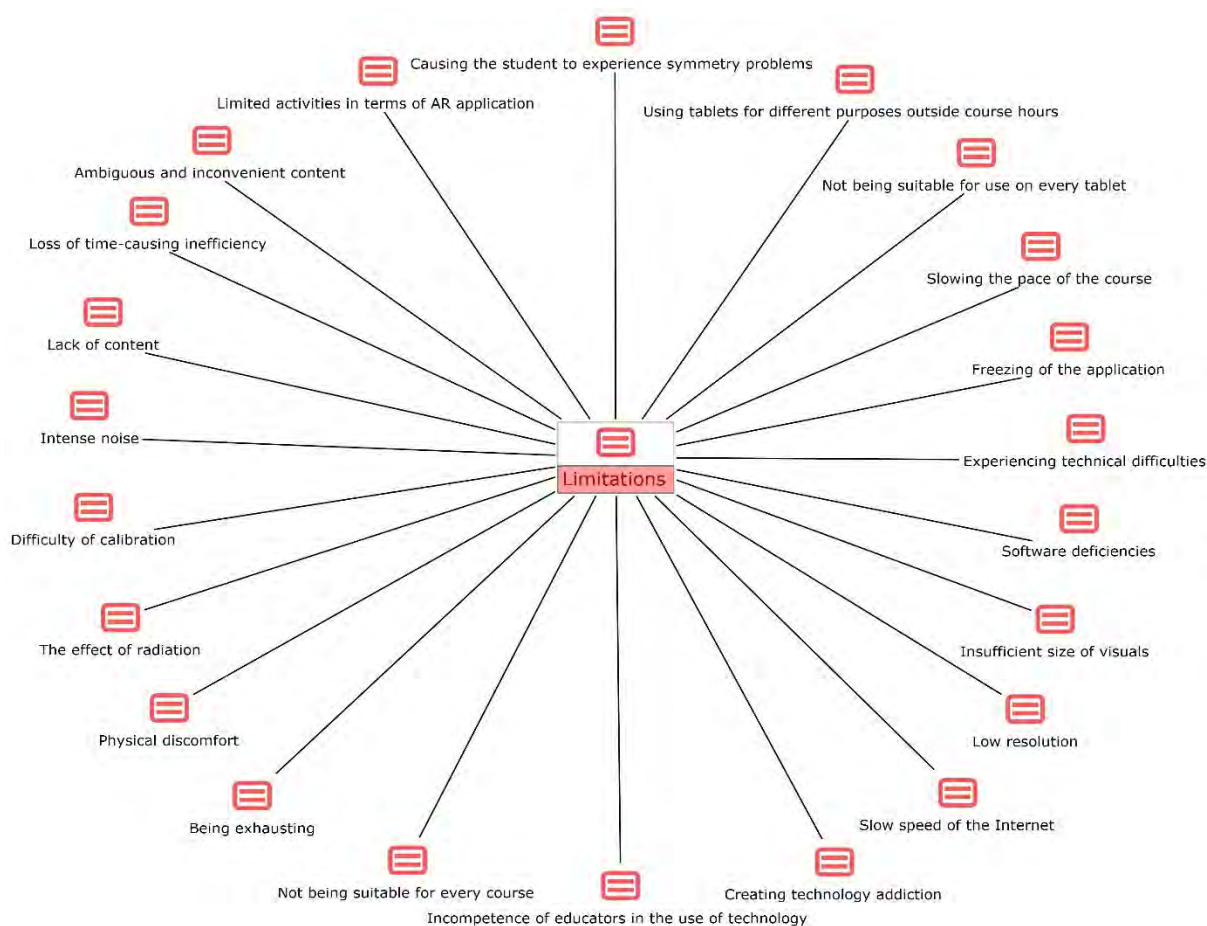 Causing the student to experience symmetry problems
Limited activities in terms of AR application
Using tablets for different purposes outside course hours
Ambiguous and inconvenient content
Not being suitable for use on every tablet
Loss of time-causing inefficiency
Slowing the pace of the course
Lack of content
Freezing of the application
Intense noise
Experiencing technical difficulties
Limitations
Difficulty of calibration
Software deficiencies
The effect of radiation
Insufficient size of visuals
Physical discomfort
Low resolution
Being exhausting
Slow speed of the Internet
Not being suitable for every course
Creating technology addiction
Incompetence of educators in the use of technology